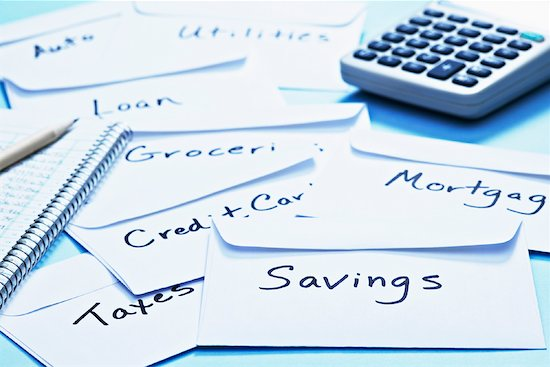 Auto
Utilities
Loan
Groceri
Mortgag
Credit Car
Taxes
Savings